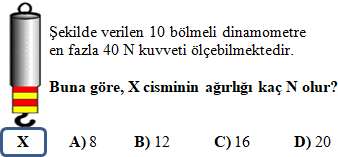 Şekilde verilen 10 bölmeli dinamometre
en fazla 40 N kuvveti ölçebilmektedir.
Buna göre, X cisminin ağırlığı kaç N olur?
X
A) 8 B) 12 C) 16 D) 20